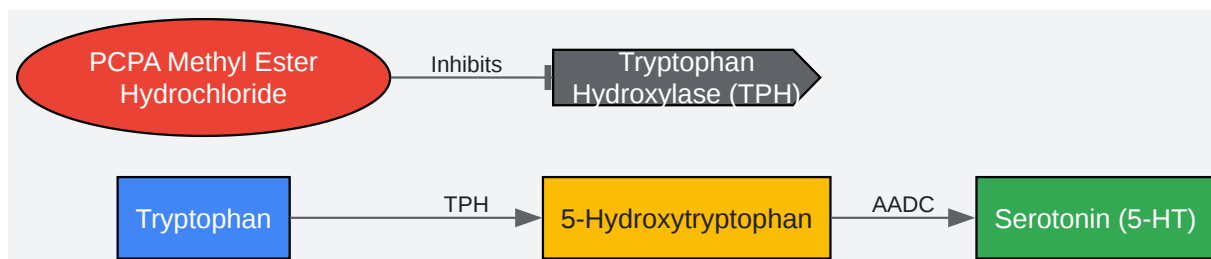 PCPA Methyl Ester
Hydrochloride
Inhibits
Tryptophan
Hydroxylase (TPH)
Tryptophan
TPH
5-Hydroxytryptophan
AADC
Serotonin (5-HT)